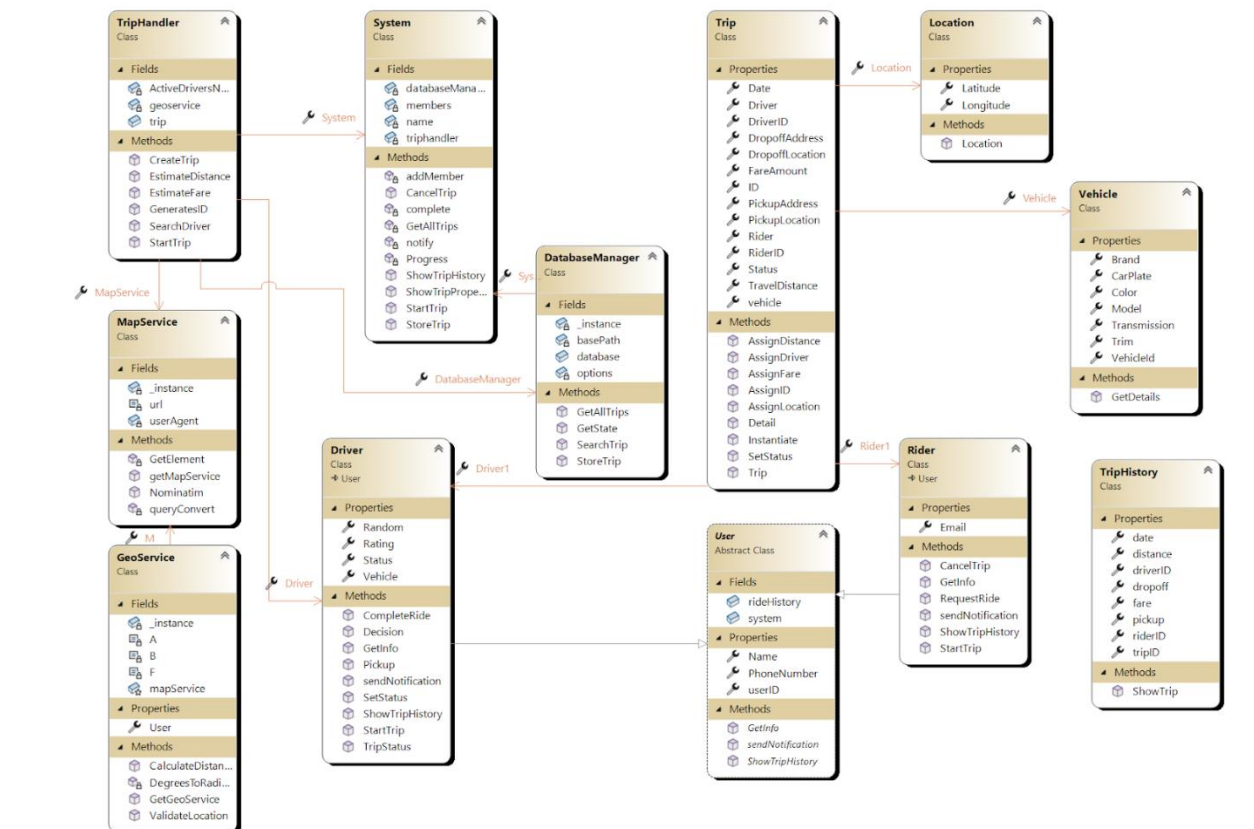 TripHandler
Class
Fields
ActiveDriversN...
geoservice
trip
Methods
CreateTrip
EstimateDistance
EstimateFare
GeneratesID
SearchDriver
StartTrip
System
System
Class
Fields
databaseMana...
members
name
triphandler
Methods
addMember
CancelTrip
complete
GetAllTrips
notify
Progress
ShowTripHistory
ShowTripPrope...
StartTrip
StoreTrip
Trip
Class
Properties
Date
Driver
DriverID
DropoffAddress
DropoffLocation
FareAmount
ID
PickupAddress
PickupLocation
Rider
RiderID
Status
TravelDistance
vehicle
Methods
AssignDistance
AssignDriver
AssignFare
AssignID
AssignLocation
Detail
Instantiate
SetStatus
Trip
Location
Location
Class
Properties
Latitude
Longitude
Methods
Location
Vehicle
Vehicle
Class
Properties
Brand
CarPlate
Color
Model
Transmission
Trim
VehicleId
Methods
GetDetails
Sys
DatabaseManager
Class
Fields
_instance
basePath
database
options
Methods
GetAllTrips
GetState
SearchTrip
StoreTrip
MapService
MapService
Class
Fields
_instance
url
userAgent
Methods
GetElement
getMapService
Nominatim
queryConvert
DatabaseManager
M
GeoService
Class
Fields
_instance
A
B
F
mapService
Properties
User
Methods
CalculateDistan...
DegreesToRadi...
GetGeoService
ValidateLocation
Driver
Driver
Class
User
Properties
Random
Rating
Status
Vehicle
Methods
CompleteRide
Decision
GetInfo
Pickup
sendNotification
SetStatus
ShowTripHistory
StartTrip
TripStatus
Driver1
User
Abstract Class
Fields
rideHistory
system
Properties
Name
PhoneNumber
userID
Methods
GetInfo
sendNotification
ShowTripHistory
Rider1
Rider
Class
User
Properties
Email
Methods
CancelTrip
GetInfo
RequestRide
sendNotification
ShowTripHistory
StartTrip
TripHistory
Class
Properties
date
distance
driverID
dropoff
fare
pickup
riderID
tripID
Methods
ShowTrip